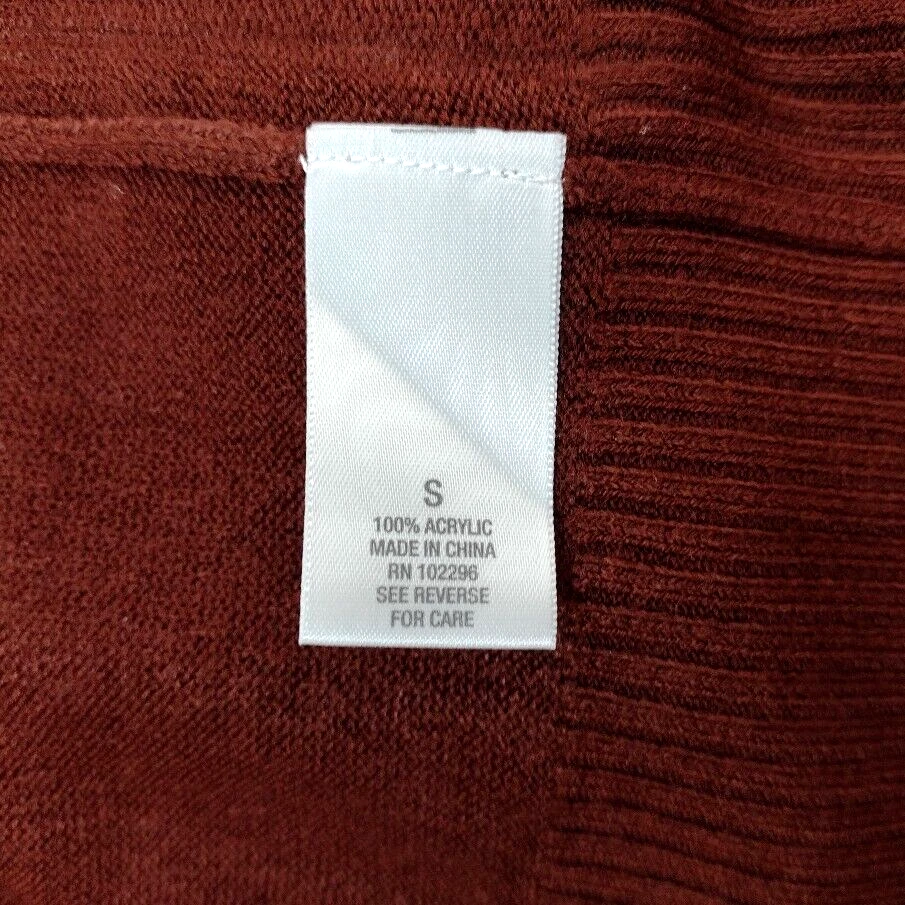 S
100% ACRYLIC
MADE IN CHINA
RN 102296
SEE REVERSE
FOR CARE